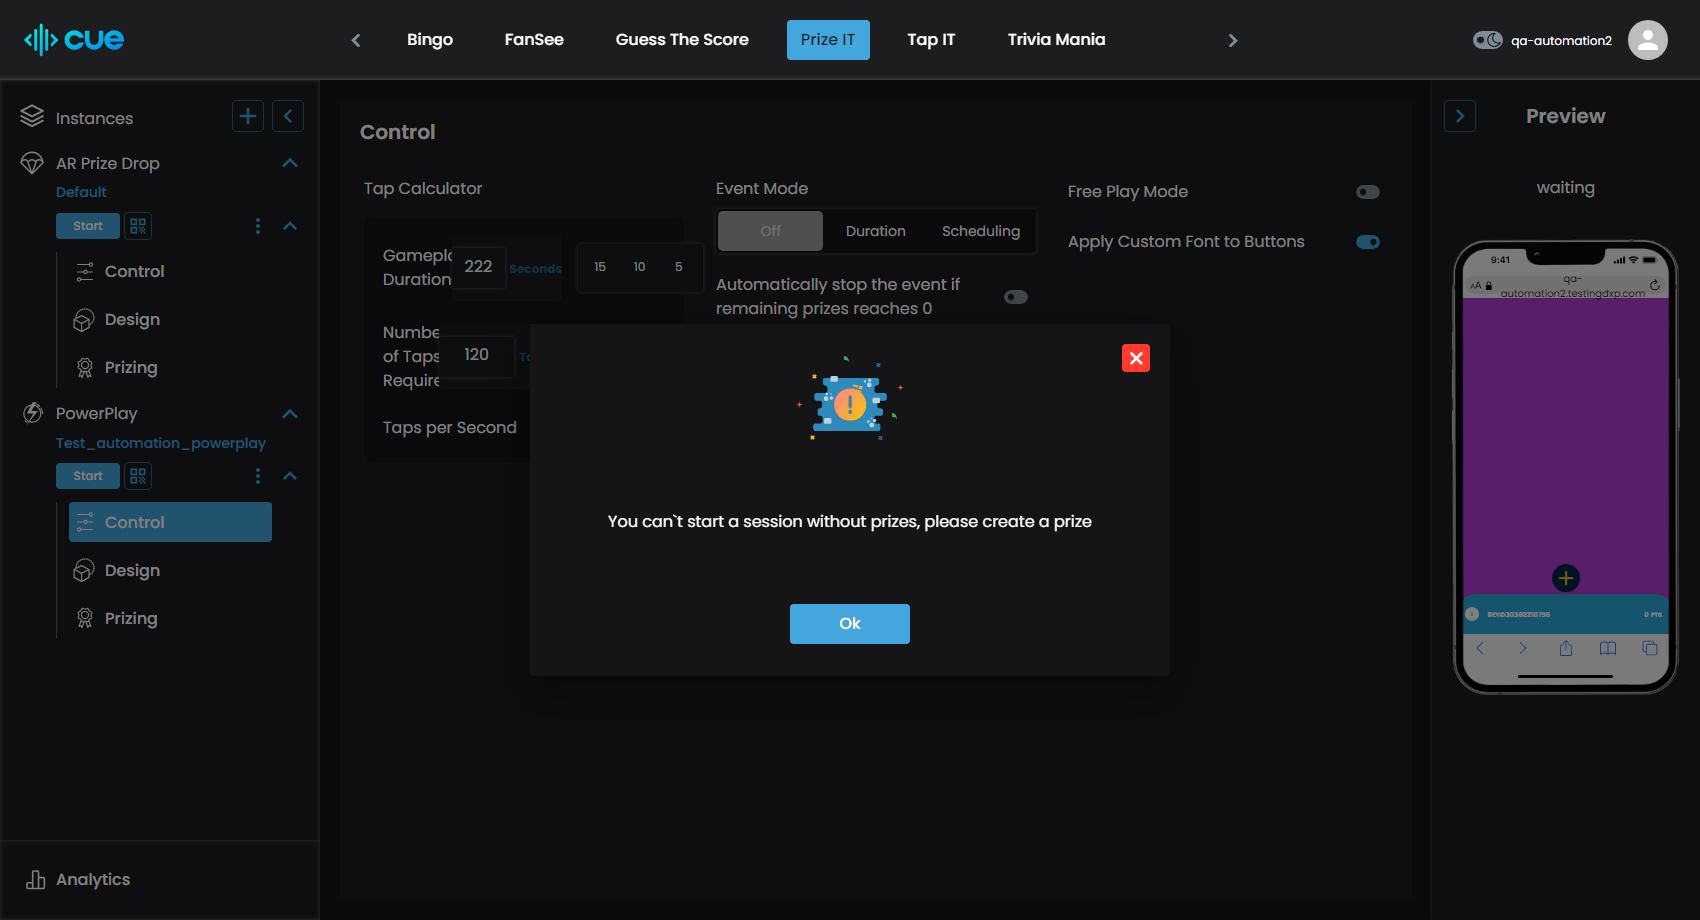 cue
Bingo
FanSee
Guess The Score
Prize IT
Tap IT
Trivia Mania
qa-automation2
Instances
AR Prize Drop
Default
Start
Control
Design
Prizing
PowerPlay
Test_automation_powerplay
Start
Control
Design
Prizing
Analytics
Control
Tap Calculator
Gamepl
Duration
222
Seconds
15
10
5
Numbe
of Taps
Require
120
Taps per Second
Event Mode
Off
Duration
Scheduling
Automatically stop the event if
remaining prizes reaches 0
Free Play Mode
Apply Custom Font to Buttons
You can`t start a session without prizes, please create a prize
Ok
Preview
waiting
9:41
AA
qa-
automation2.testingdxp.com
0 PTS.